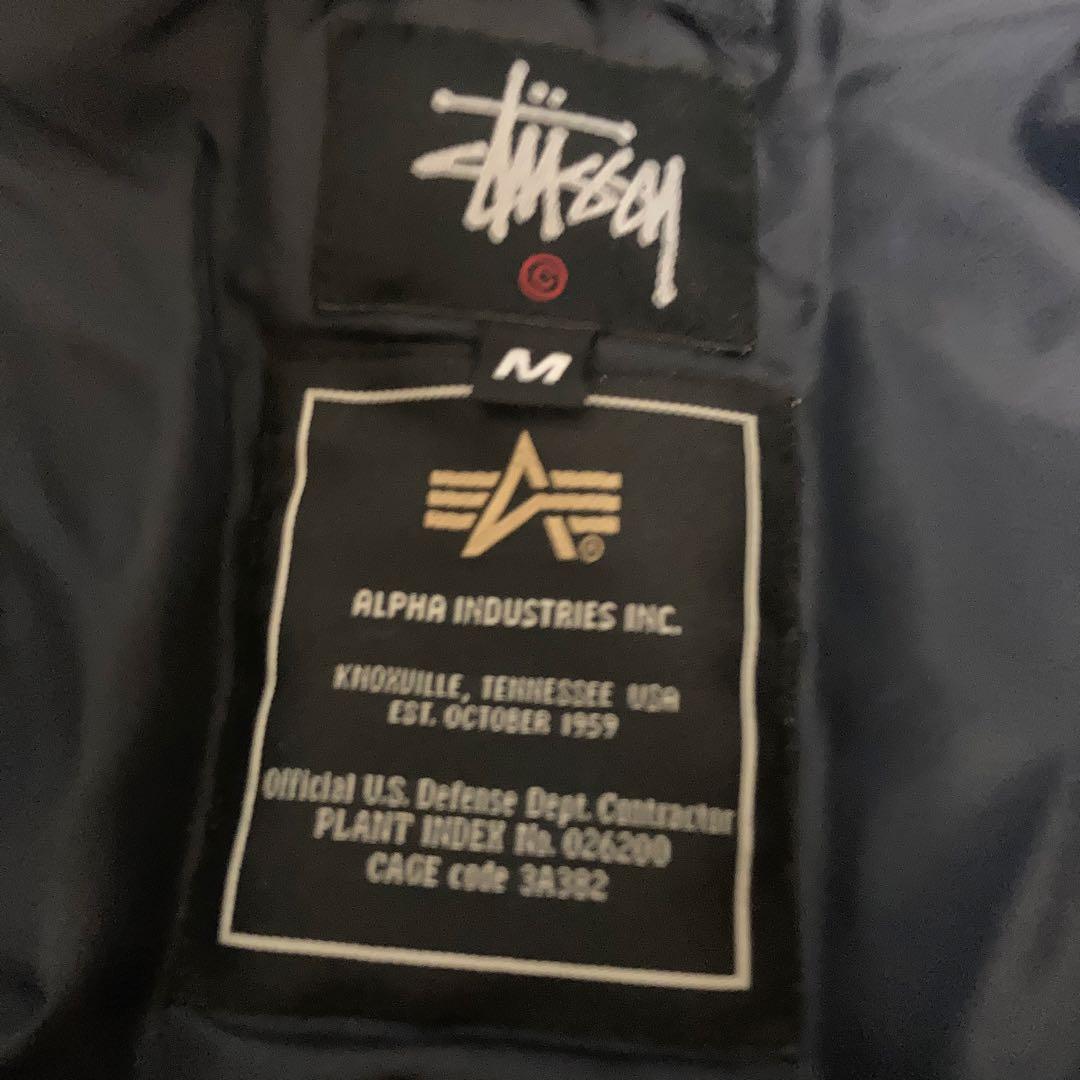 Stüssy
©
M
®
ALPHA INDUSTRIES INC.
KNOXVILLE, TENNESSEE USA
EST. OCTOBER 1959
Official U.S. Defense Dept. Contractor
PLANT INDEX No. 026200
CAGE code 3A382